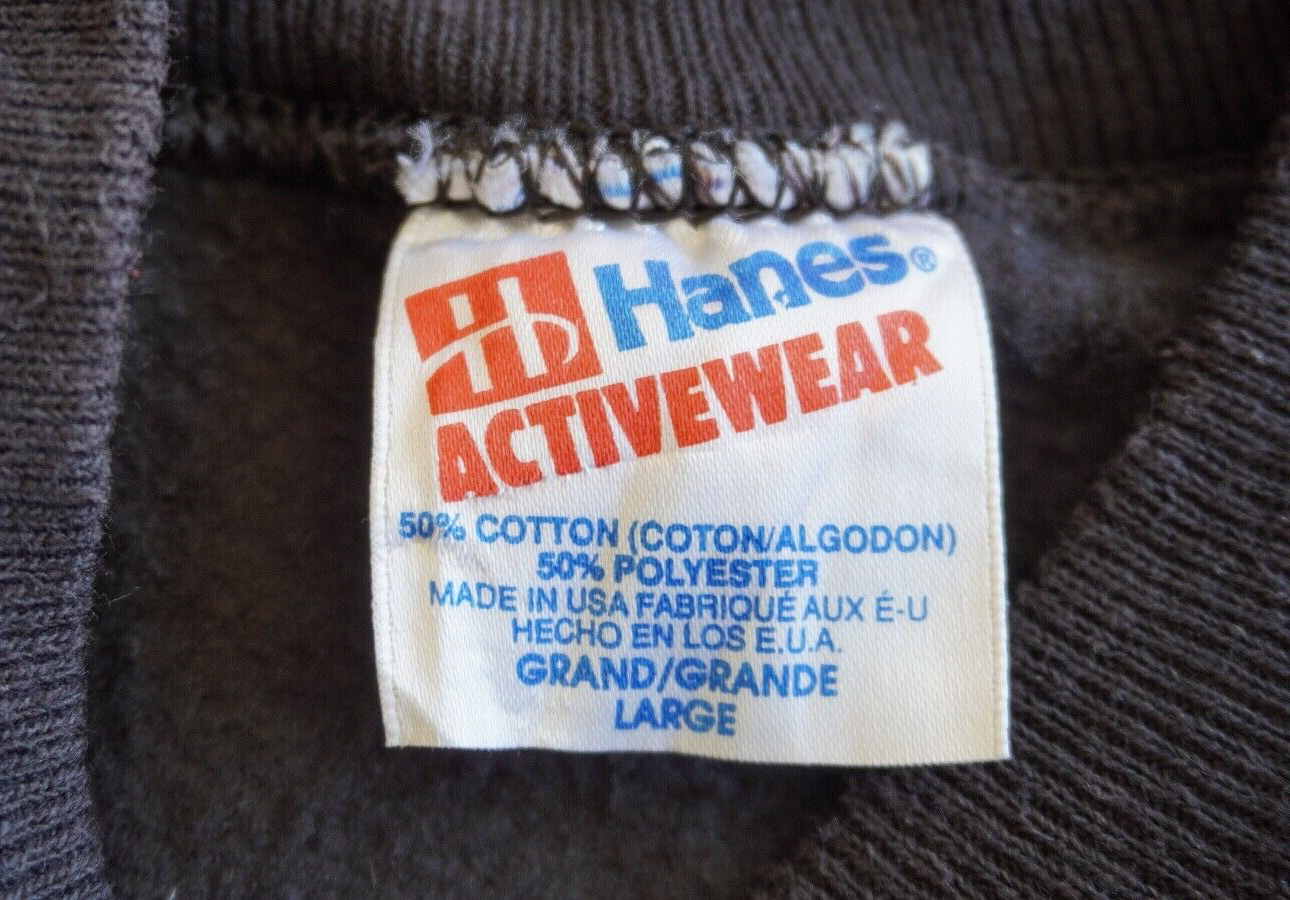 Hanes®
ACTIVEWEAR
50% COTTON (COTON/ALGODON)
50% POLYESTER
MADE IN USA FABRIQUÉ AUX É-U
HECHO EN LOS E.U.A.
GRAND/GRANDE
LARGE